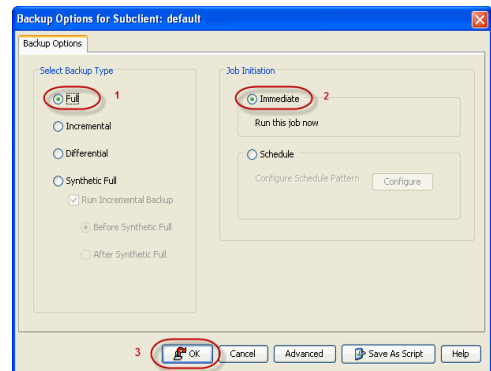 Backup Options for Subclient: default
Backup Options
Select Backup Type
Full
1
Incremental
Differential
Synthetic Full
Run Incremental Backup
Before Synthetic Full
After Synthetic Full
Job Initiation
Immediate
2
Run this job now
Schedule
Configure Schedule Pattern
Configure
3
OK
Cancel
Advanced
Save As Script
Help